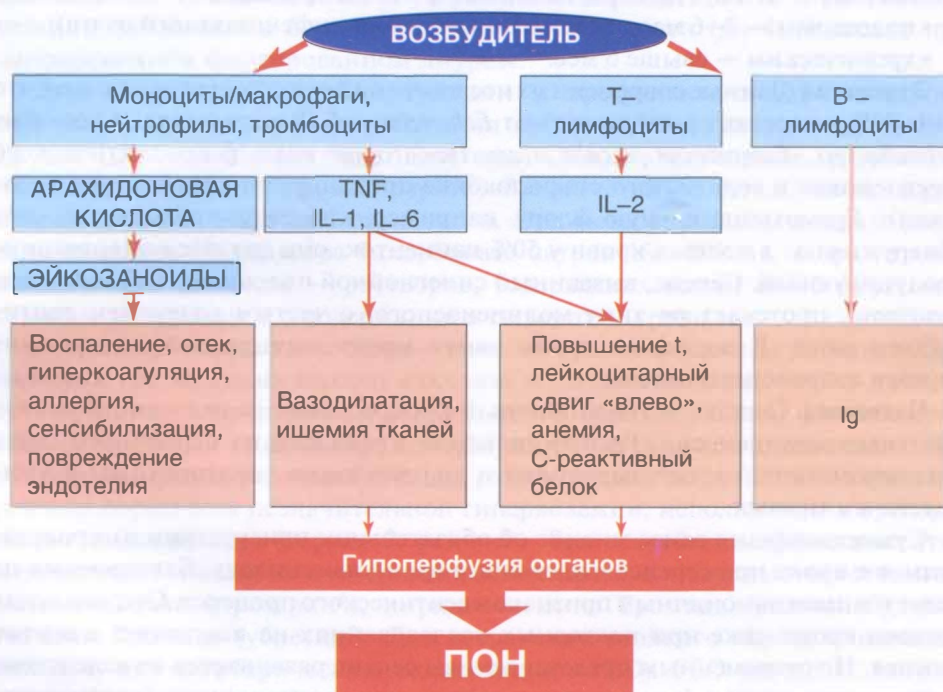 ВОЗБУДИТЕЛЬ
Моноциты/макрофаги,
нейтрофилы, тромбоциты
Т–
лимфоциты
В –
лимфоциты
АРАХИДОНОВАЯ
КИСЛОТА
TNF,
IL–1, IL–6
IL–2
ЭЙКОЗАНОИДЫ
Воспаление, отек,
гиперкоагуляция,
аллергия,
сенсибилизация,
повреждение
эндотелия
Вазодилатация,
ишемия тканей
Повышение t,
лейкоцитарный
сдвиг «влево»,
анемия,
С-реактивный
белок
Ig
Гипоперфузия органов
ПОН